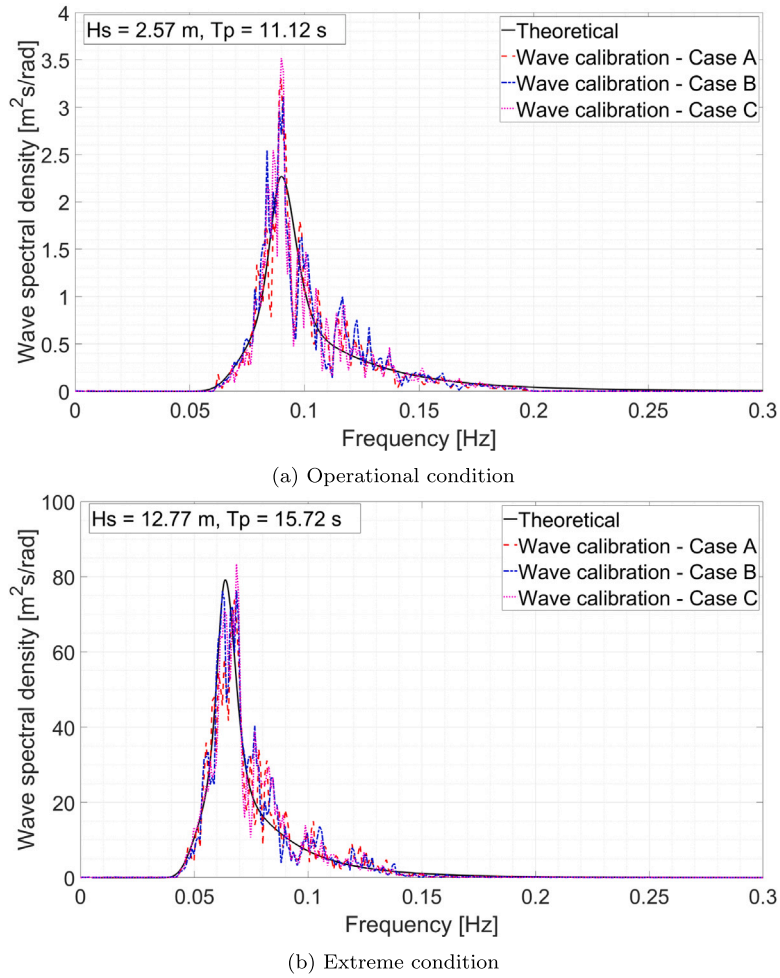 Hs = 2.57 m, Tp = 11.12 s
Theoretical
Wave calibration - Case A
Wave calibration - Case B
Wave calibration - Case C
Wave spectral density [m²s/rad]
4
3.5
3
2.5
2
1.5
1
0.5
0
0 0.05 0.1 0.15 0.2 0.25 0.3
Frequency [Hz]
(a) Operational condition
Hs = 12.77 m, Tp = 15.72 s
Theoretical
Wave calibration - Case A
Wave calibration - Case B
Wave calibration - Case C
Wave spectral density [m²s/rad]
100
80
60
40
20
0
0 0.05 0.1 0.15 0.2 0.25 0.3
Frequency [Hz]
(b) Extreme condition